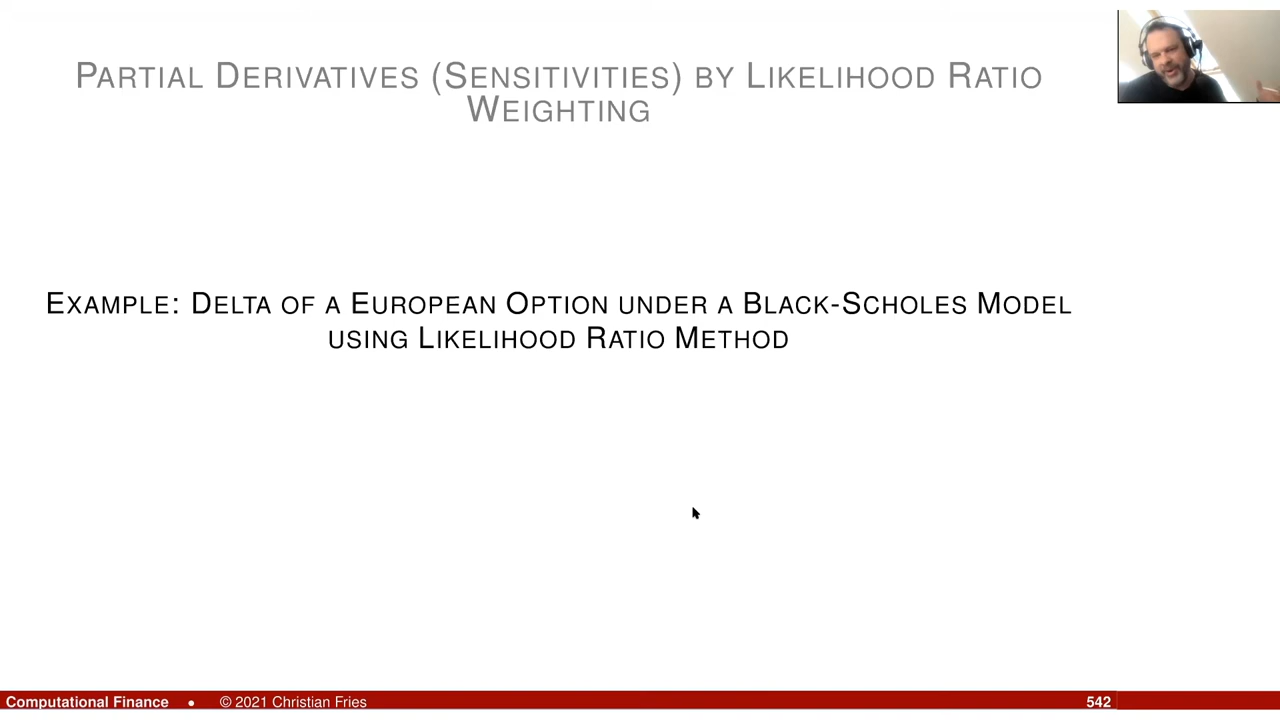 Partial Derivatives (Sensitivities) by Likelihood Ratio
Weighting
Example: Delta of a European Option under a Black-Scholes Model
using Likelihood Ratio Method
Computational Finance • © 2021 Christian Fries 542